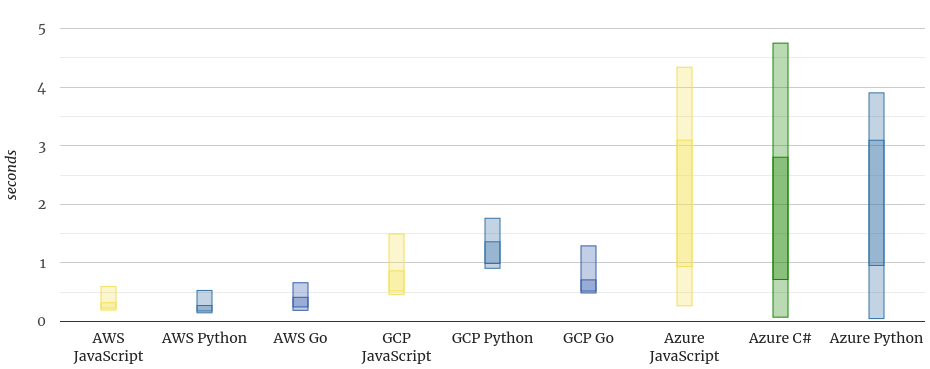 5
4
3
2
1
0
seconds
AWS JavaScript
AWS Python
AWS Go
GCP JavaScript
GCP Python
GCP Go
Azure JavaScript
Azure C#
Azure Python